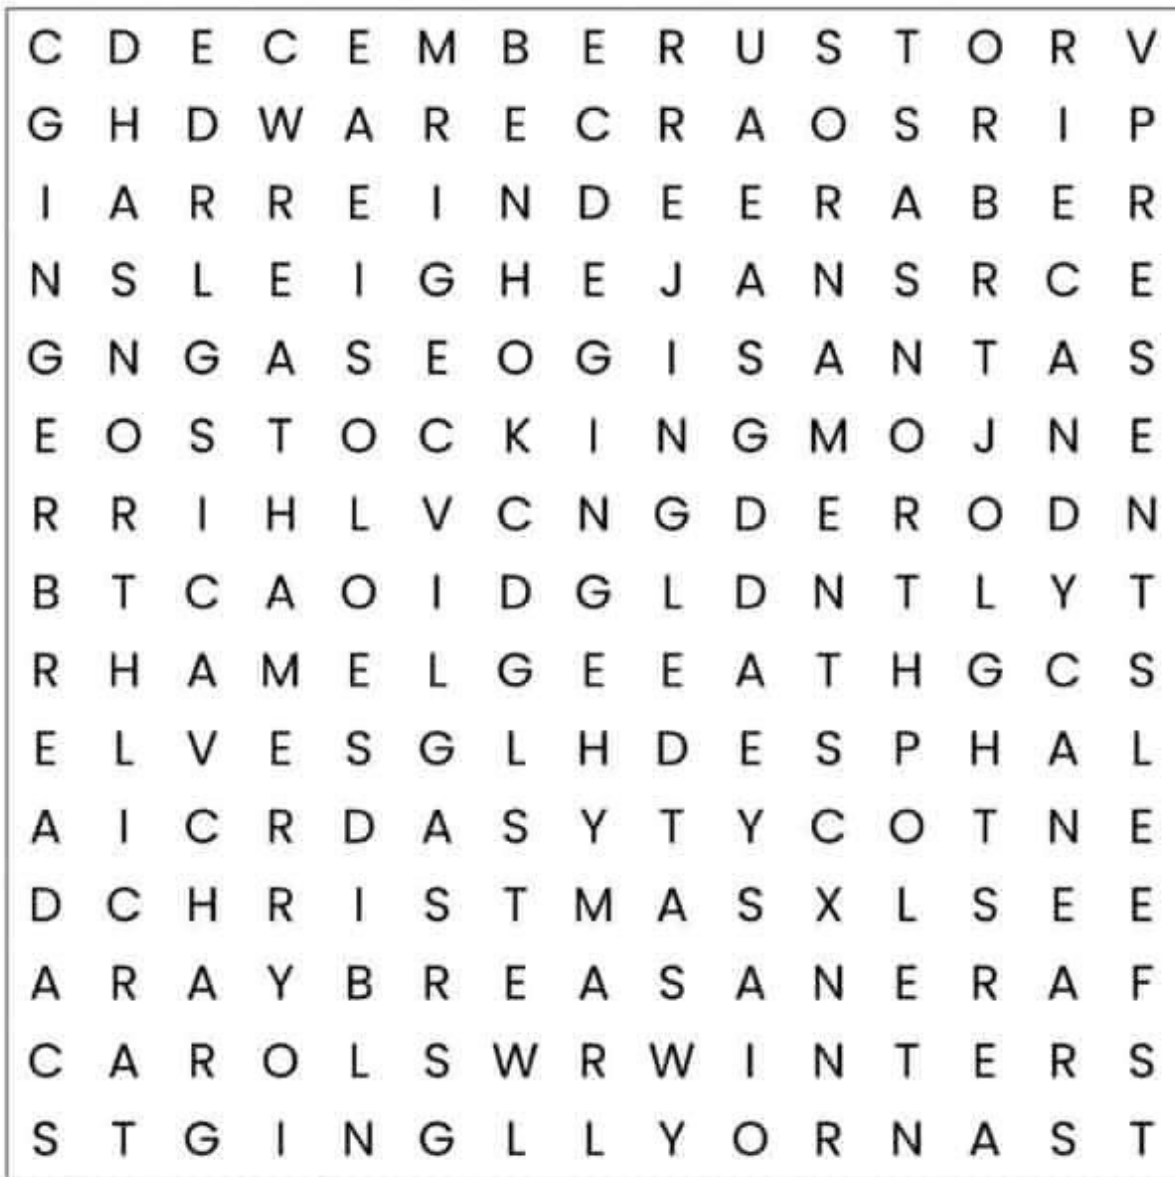 C D E C E M B E R U S T O R V
G H D W A R E C R A O S R I P
I A R R E I N D E E R A B E R
N S L E I G H E J A N S R C E
G N G A S E O G I S A N T A S
E O S T O C K I N G M O J N E
R R I H L V C N G D E R O D N
B T C A O I D G L D N T L Y T
R H A M E L G E E A T H G C S
E L V E S G L H D E S P H A L
A I C R D A S Y T Y C O T N E
D C H R I S T M A S X L S E E
A R A Y B R E A S A N E R A F
C A R O L S W R W I N T E R S
S T G I N G L L Y O R N A S T